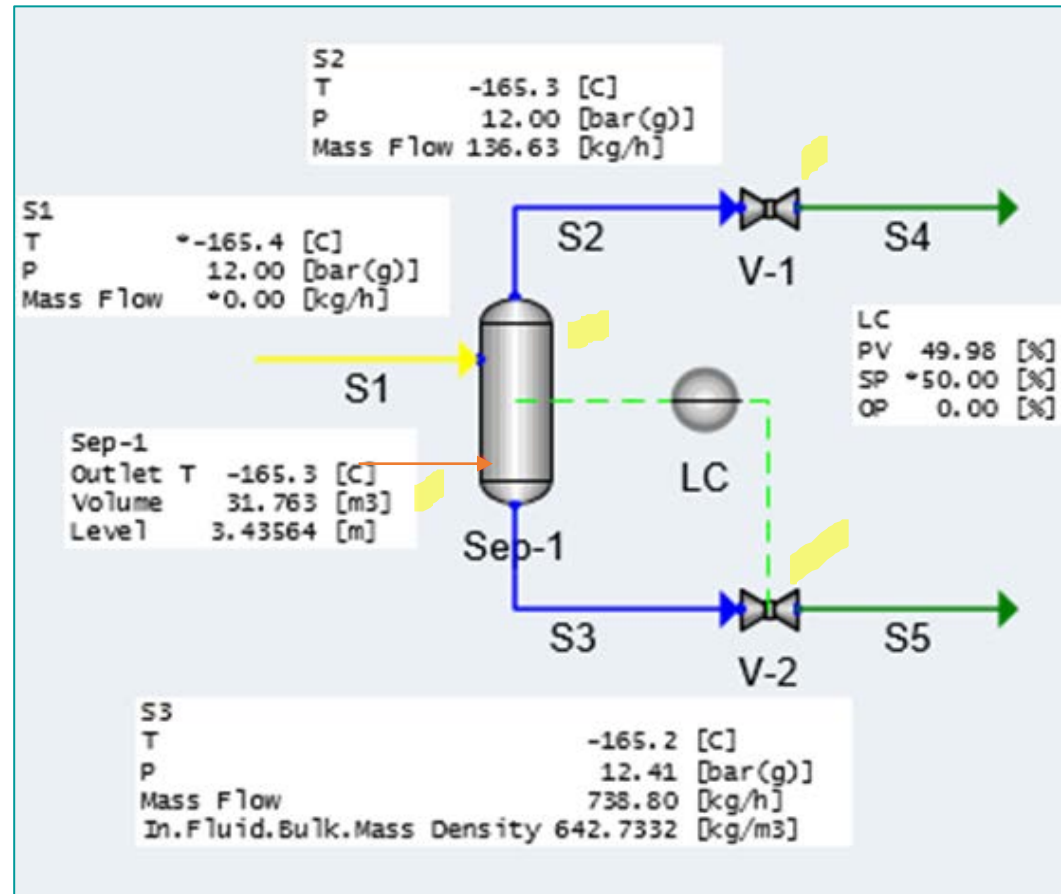 S2
T -165.3 [C]
P 12.00 [bar(g)]
Mass Flow 136.63 [kg/h]
S1
T *-165.4 [C]
P 12.00 [bar(g)]
Mass Flow *0.00 [kg/h]
S2
S4
V-1
S1
LC
PV 49.98 [%]
SP *50.00 [%]
OP 0.00 [%]
Sep-1
Outlet T -165.3 [C]
Volume 31.763 [m3]
Level 3.43564 [m]
LC
Sep-1
S3
S5
V-2
S3
T -165.2 [C]
P 12.41 [bar(g)]
Mass Flow 738.80 [kg/h]
In.Fluid.Bulk.Mass Density 642.7332 [kg/m3]